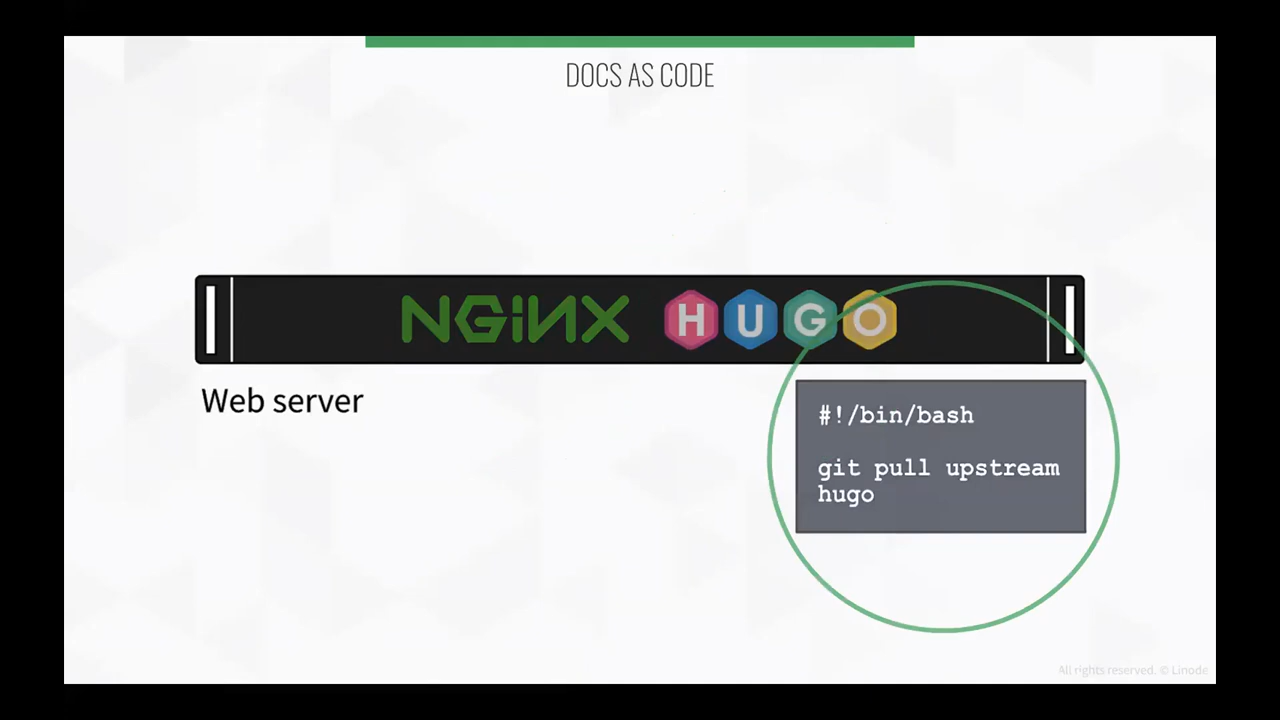 DOCS AS CODE
NGiNX HUGO
Web server
#!/bin/bash
git pull upstream
hugo
All rights reserved. © Linode